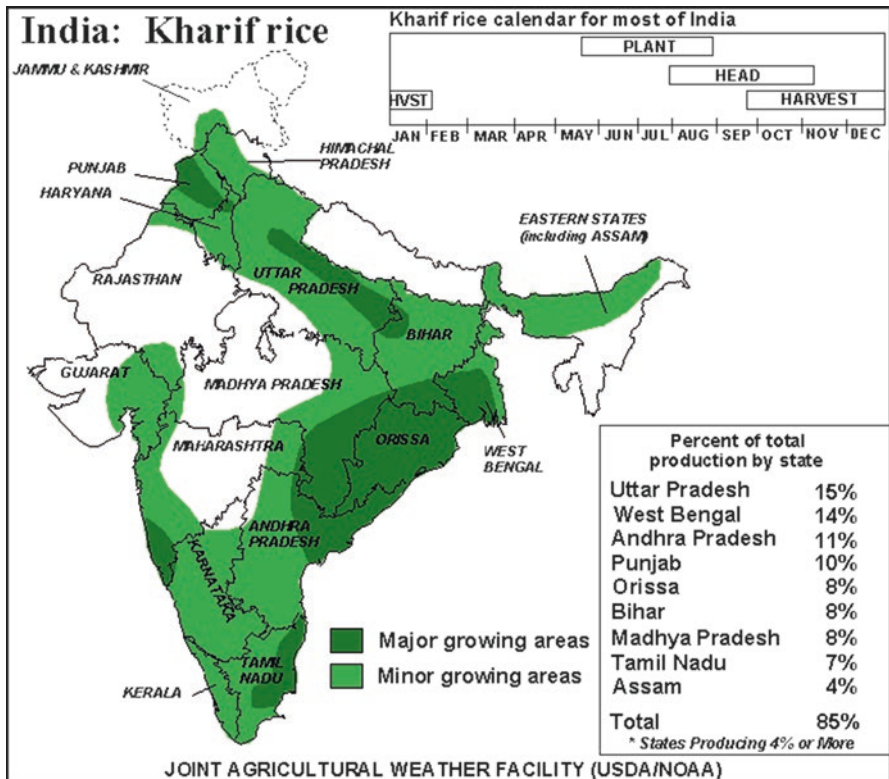 India: Kharif rice
Kharif rice calendar for most of India
PLANT
HEAD
HVST
HARVEST
JAN FEB MAR APR MAY JUN JUL AUG SEP OCT NOV DEC
JAMMU & KASHMIR
HIMACHAL
PRADESH
PUNJAB
HARYANA
EASTERN STATES
(including ASSAM)
RAJASTHAN
UTTAR
PRADESH
BIHAR
GUJARAT
MADHYA PRADESH
MAHARASHTRA
ORISSA
WEST
BENGAL
ANDHRA
PRADESH
KARNATAKA
TAMIL
NADU
KERALA
Major growing areas
Minor growing areas
Percent of total
production by state
Uttar Pradesh 15%
West Bengal 14%
Andhra Pradesh 11%
Punjab 10%
Orissa 8%
Bihar 8%
Madhya Pradesh 8%
Tamil Nadu 7%
Assam 4%
Total 85%
* States Producing 4% or More
JOINT AGRICULTURAL WEATHER FACILITY (USDA/NOAA)